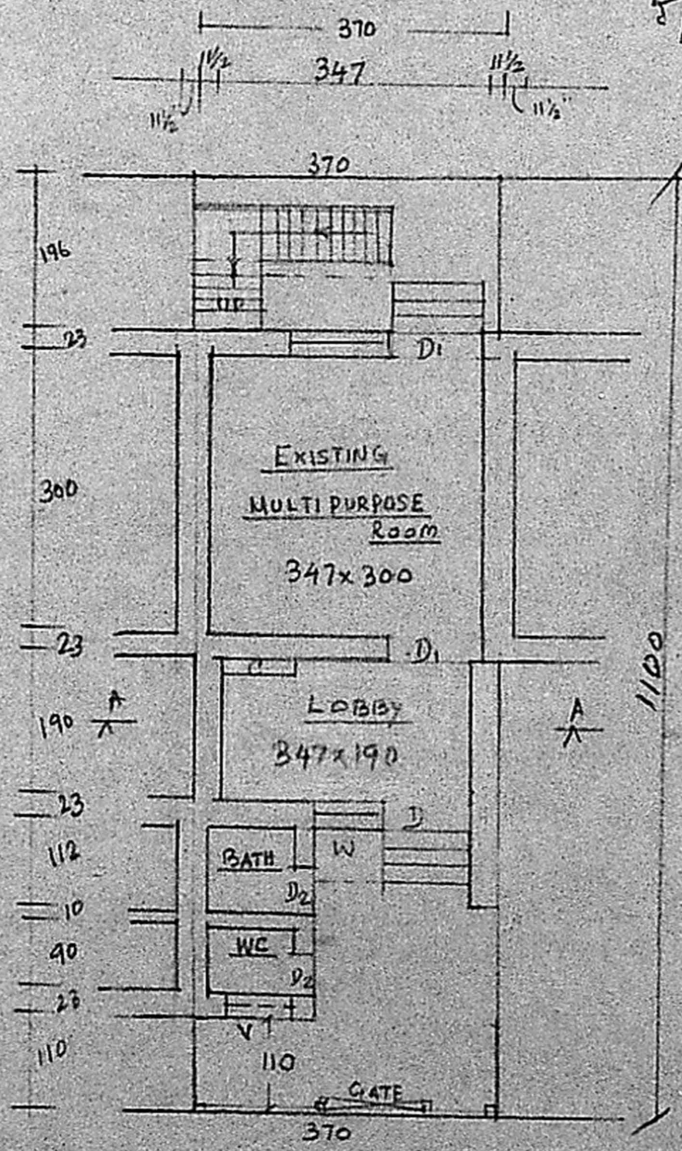 370
11½
347
11½
11½
11½"
370
196
UP
23
D1
EXISTING
MULTI PURPOSE
ROOM
300
347x300
23
D1
1100
C
LOBBY
A
A
190
347x190
23
D
112
BATH
W
D2
10
WC
90
D2
23
V
110
110
GATE
370